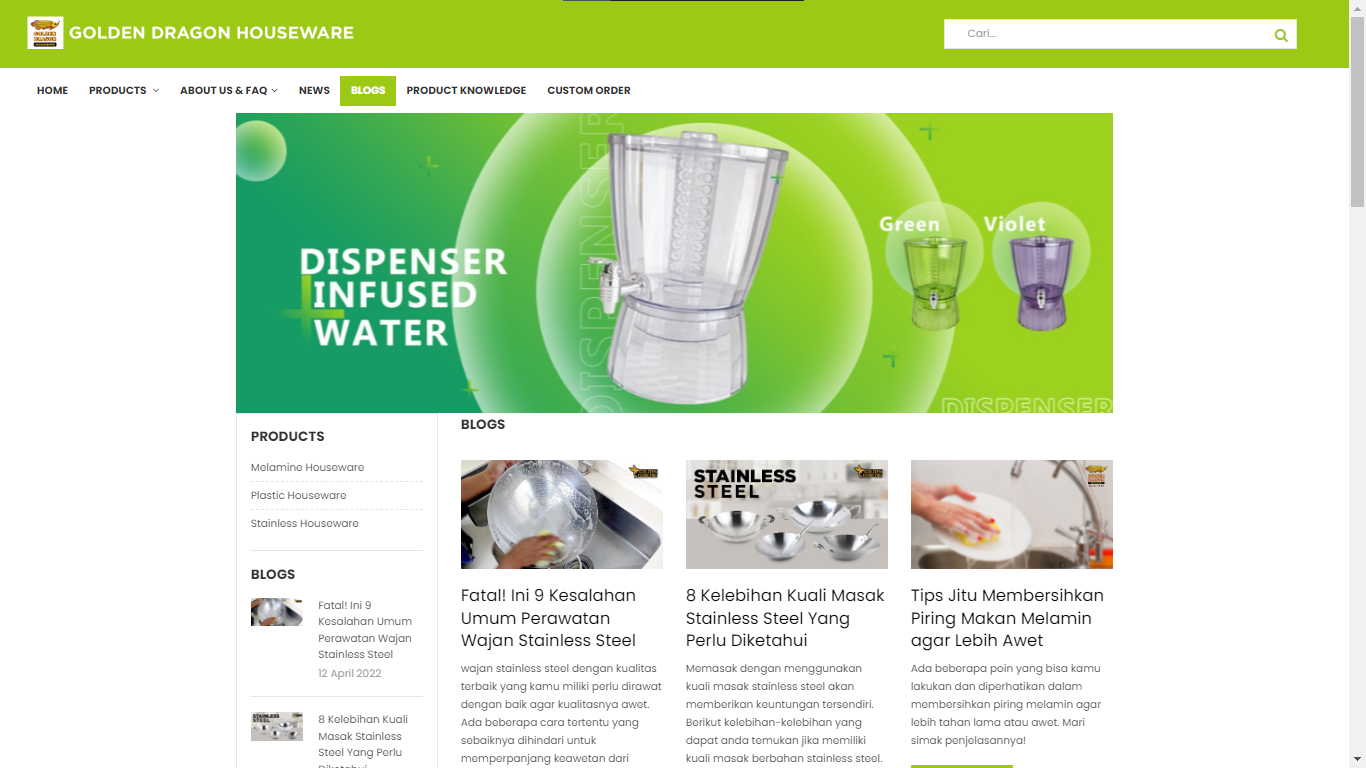 GOLDEN DRAGON HOUSEWARE
Cari...
HOME PRODUCTS ABOUT US & FAQ NEWS BLOGS PRODUCT KNOWLEDGE CUSTOM ORDER
DISPENSER
INFUSED
WATER
DISPENSER
Green Violet
DISPENSER
PRODUCTS
Melamine Houseware
Plastic Houseware
Stainless Houseware
BLOGS
Fatal! Ini 9
Kesalahan Umum
Perawatan Wajan
Stainless Steel
12 April 2022
STAINLESS
STEEL
8 Kelebihan Kuali
Masak Stainless
Steel Yang Perlu
Diketahui
BLOGS
Fatal! Ini 9 Kesalahan
Umum Perawatan
Wajan Stainless Steel
wajan stainless steel dengan kualitas
terbaik yang kamu miliki perlu dirawat
dengan baik agar kualitasnya awet.
Ada beberapa cara tertentu yang
sebaiknya dihindari untuk
memperpanjang keawetan dari
STAINLESS
STEEL
8 Kelebihan Kuali Masak
Stainless Steel Yang
Perlu Diketahui
Memasak dengan menggunakan
kuali masak stainless steel akan
memberikan keuntungan tersendiri.
Berikut kelebihan-kelebihan yang
dapat anda temukan jika memiliki
kuali masak berbahan stainless steel.
Tips Jitu Membersihkan
Piring Makan Melamin
agar Lebih Awet
Ada beberapa poin yang bisa kamu
lakukan dan diperhatikan dalam
membersihkan piring melamin agar
lebih tahan lama atau awet. Mari
simak penjelasannya!